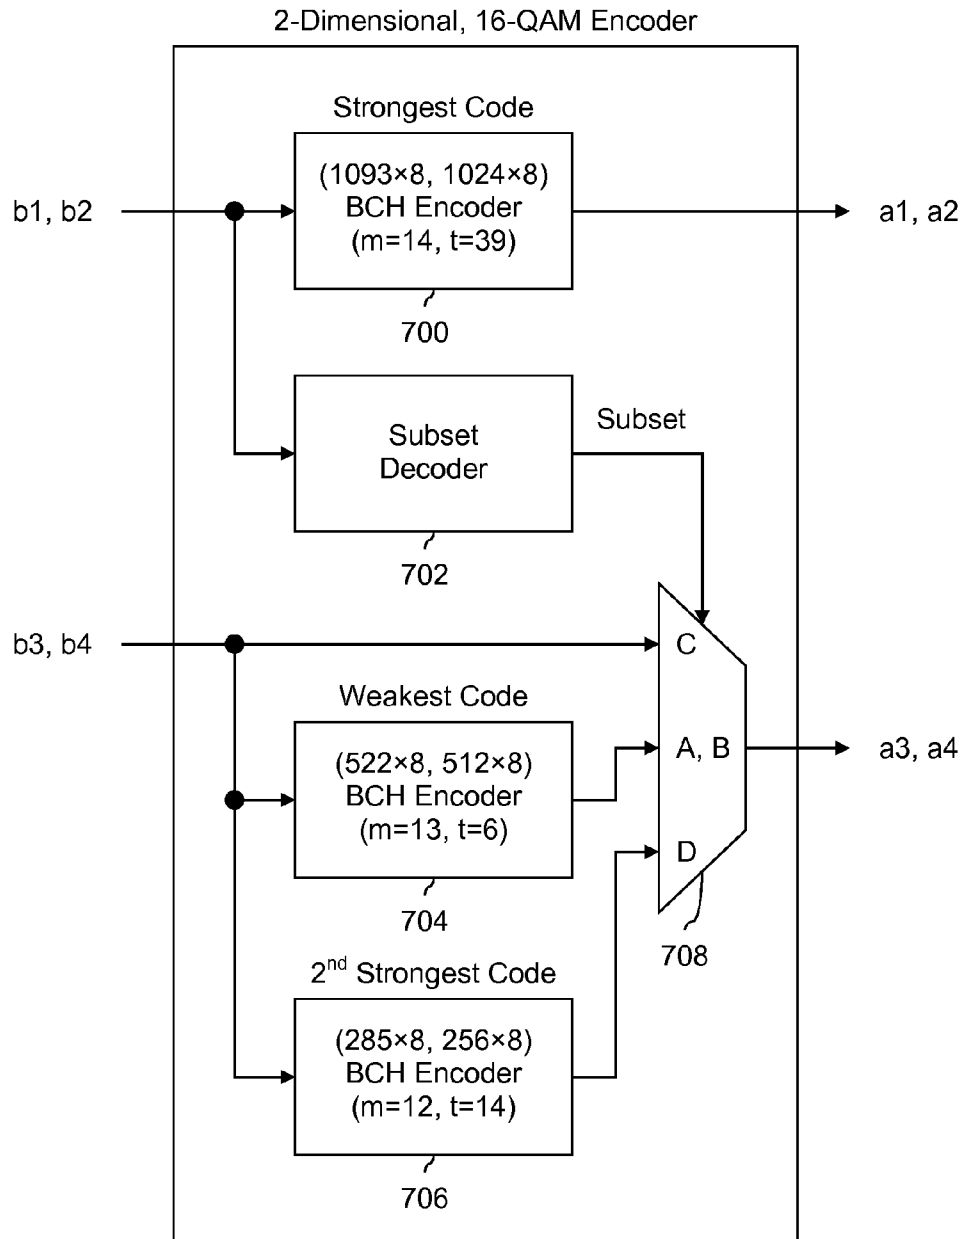 2-Dimensional, 16-QAM Encoder
Strongest Code
(1093×8, 1024×8)
BCH Encoder
(m=14, t=39)
b1, b2
a1, a2
700
Subset
Decoder
Subset
702
b3, b4
C
Weakest Code
(522×8, 512×8)
BCH Encoder
(m=13, t=6)
A, B
a3, a4
704
D
708
2nd Strongest Code
(285×8, 256×8)
BCH Encoder
(m=12, t=14)
706